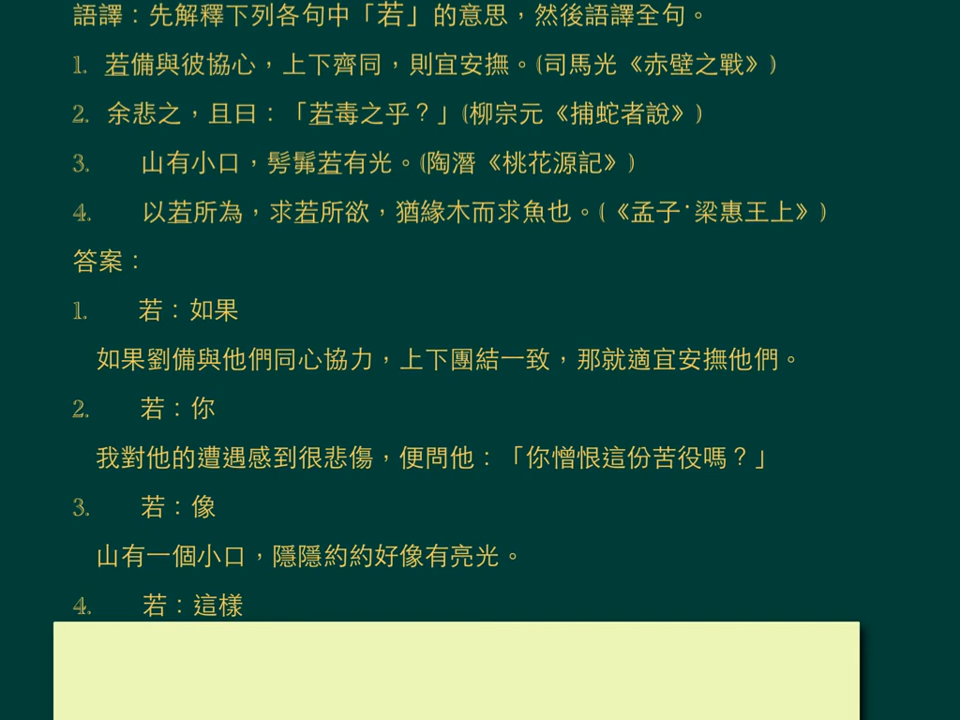 語譯：先解釋下列各句中「若」的意思，然後語譯全句。
1. 若備與彼協心，上下齊同，則宜安撫。(司馬光《赤壁之戰》)
2. 余悲之，且曰：「若毒之乎？」(柳宗元《捕蛇者說》)
3. 山有小口，髣髴若有光。(陶潛《桃花源記》)
4. 以若所為，求若所欲，猶緣木而求魚也。(《孟子˙梁惠王上》)
答案：
1. 若：如果
如果劉備與他們同心協力，上下團結一致，那就適宜安撫他們。
2. 若：你
我對他的遭遇感到很悲傷，便問他：「你憎恨這份苦役嗎？」
3. 若：像
山有一個小口，隱隱約約好像有亮光。
4. 若：這樣